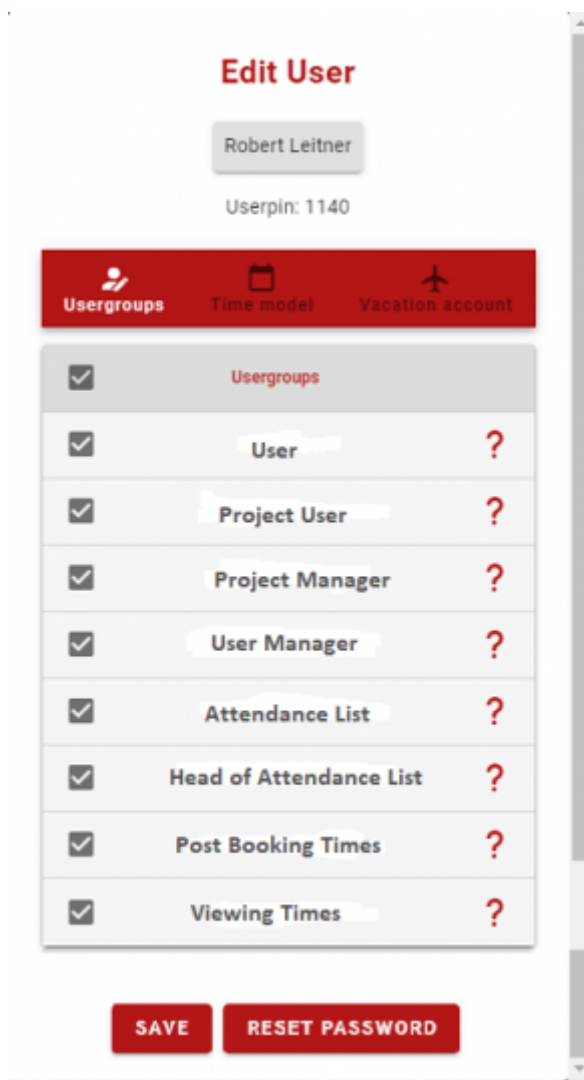 Edit User
Robert Leitner
Userpin: 1140
Usergroups Time model Vacation account
Usergroups
User ?
Project User ?
Project Manager ?
User Manager ?
Attendance List ?
Head of Attendance List ?
Post Booking Times ?
Viewing Times ?
SAVE RESET PASSWORD